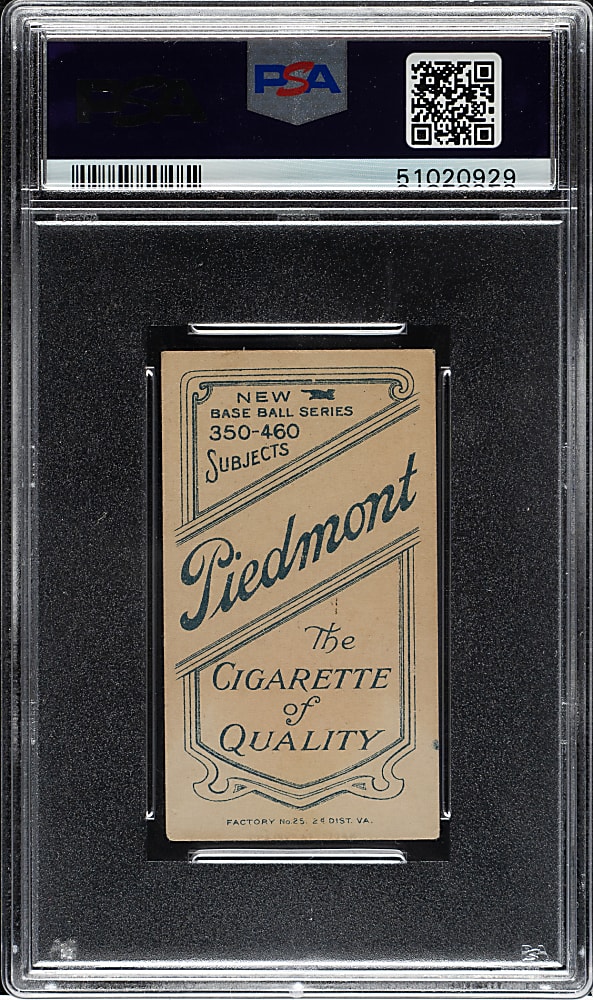 PSA
PSA
51020929
NEW
BASE BALL SERIES
350-460
SUBJECTS
Piedmont
The
CIGARETTE
of
QUALITY
FACTORY No. 25. 2d DIST. VA.